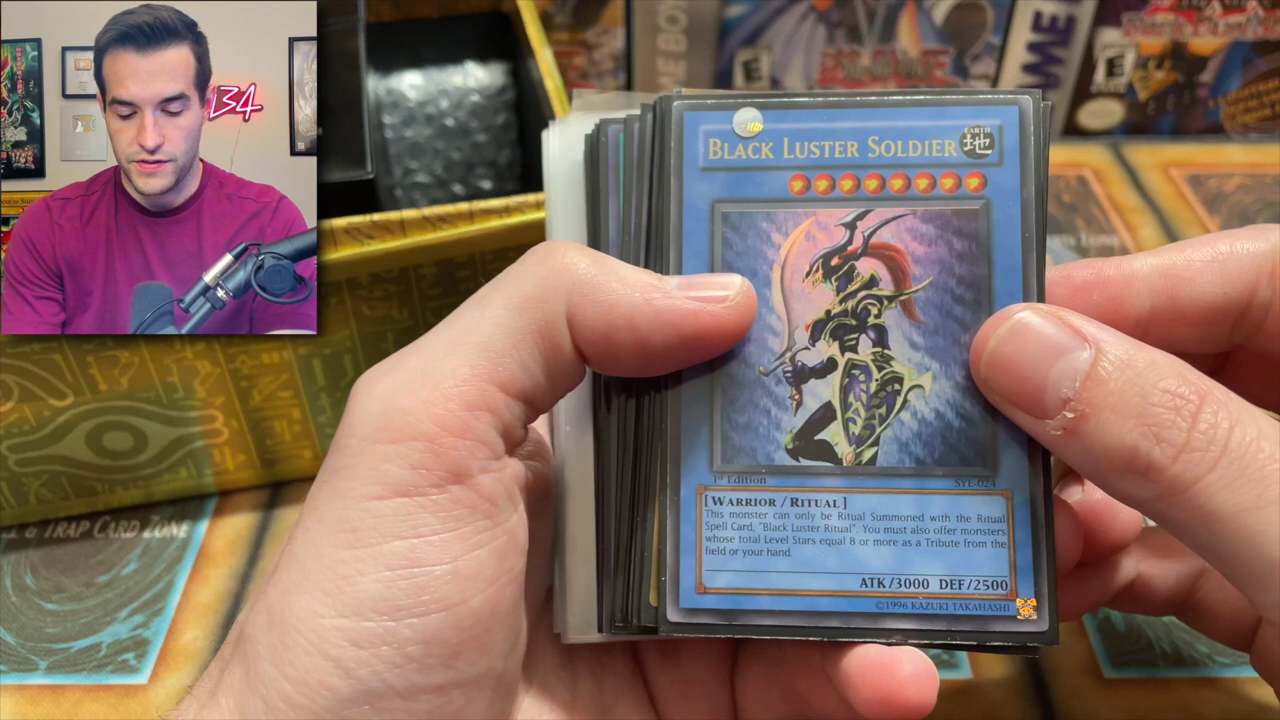 134
GAME BOY
GAME
E
E
BLACK LUSTER SOLDIER
EARTH
地
1st Edition
SYE-024
[WARRIOR / RITUAL]
This monster can only be Ritual Summoned with the Ritual
Spell Card, "Black Luster Ritual". You must also offer monsters
whose total Level Stars equal 8 or more as a Tribute from the
field or your hand.
ATK/3000 DEF/2500
©1996 KAZUKI TAKAHASHI
& TRAP CARD ZONE